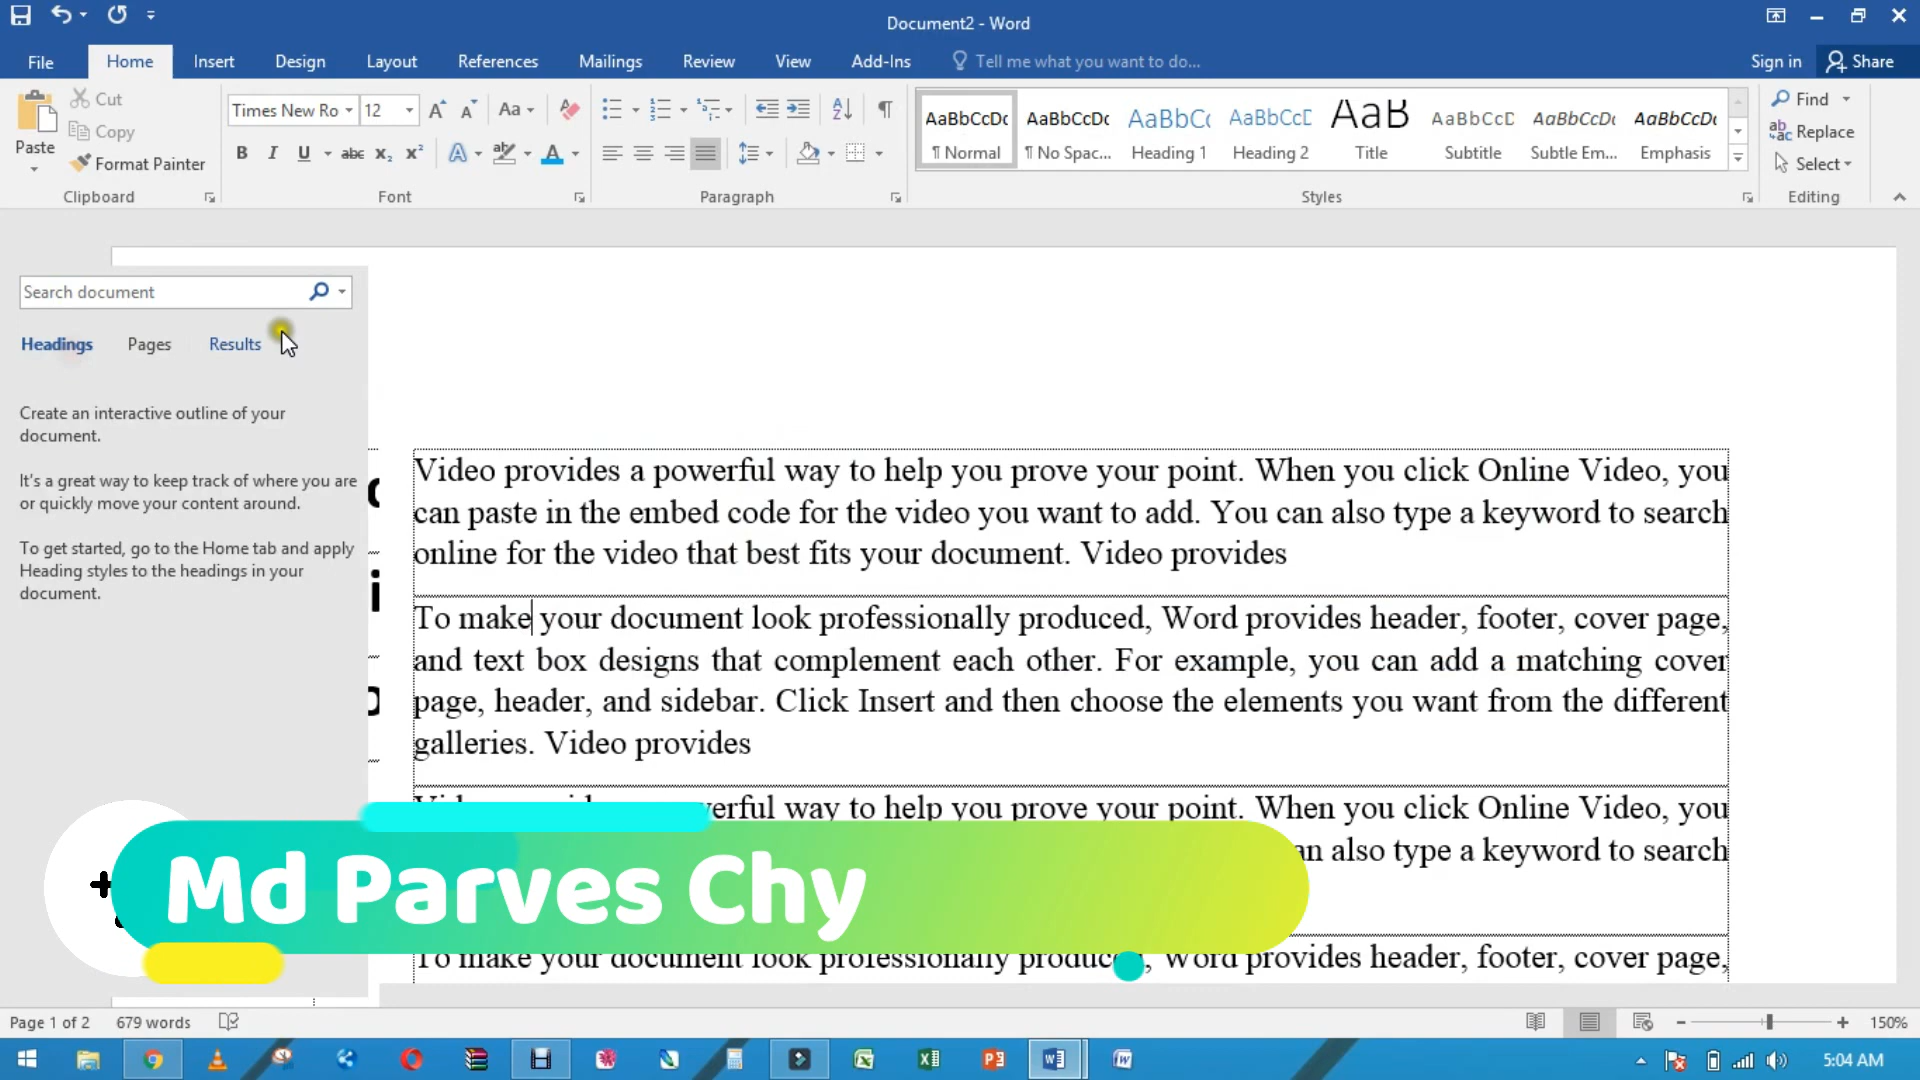 Document2 - Word
File Home Insert Design Layout References Mailings Review View Add-Ins Tell me what you want to do... Sign in Share
Paste
Cut
Copy
Format Painter
Clipboard
Times New Ro 12
Font
Paragraph
AaBbCcDc AaBbCcDc AaBbCc AaBbCcD AaB AaBbCcD AaBbCcDc AaBbCcDc
¶ Normal ¶ No Spac... Heading 1 Heading 2 Title Subtitle Subtle Em... Emphasis
Styles
Find
Replace
Select
Editing
Search document
Headings Pages Results
Create an interactive outline of your
document.
It's a great way to keep track of where you are
or quickly move your content around.
To get started, go to the Home tab and apply
Heading styles to the headings in your
document.
Video provides a powerful way to help you prove your point. When you click Online Video, you
can paste in the embed code for the video you want to add. You can also type a keyword to search
online for the video that best fits your document. Video provides
To make your document look professionally produced, Word provides header, footer, cover page,
and text box designs that complement each other. For example, you can add a matching cover
page, header, and sidebar. Click Insert and then choose the elements you want from the different
galleries. Video provides
way to help you prove your point. When you click Online Video, you
also type a keyword to search
Md Parves Chy
To make your document look professionally produced, Word provides header, footer, cover page,
Page 1 of 2 679 words 150%
5:04 AM